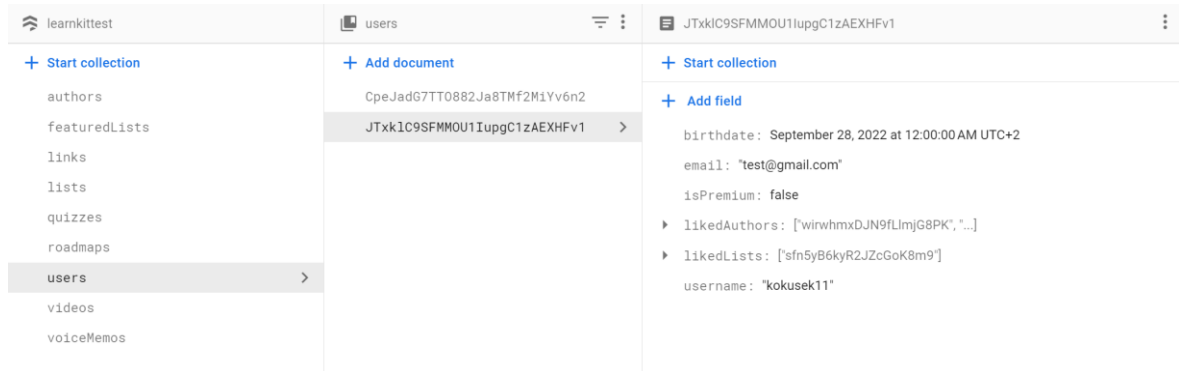 learnkittest
Start collection
authors
featuredLists
links
lists
quizzes
roadmaps
users
videos
voiceMemos
users
Add document
CpeJadG7TTO882Ja8TMf2MiYv6n2
JTxklC9SFMMOU1IupgC1zAEXHFv1
JTxklC9SFMMOU1IupgC1zAEXHFv1
Start collection
Add field
birthdate: September 28, 2022 at 12:00:00 AM UTC+2
email: "test@gmail.com"
isPremium: false
likedAuthors: ["wirwhmxDJN9fLlmjG8PK", "...]
likedLists: ["sfn5yB6kyR2JZcGoK8m9"]
username: "kokusek11"